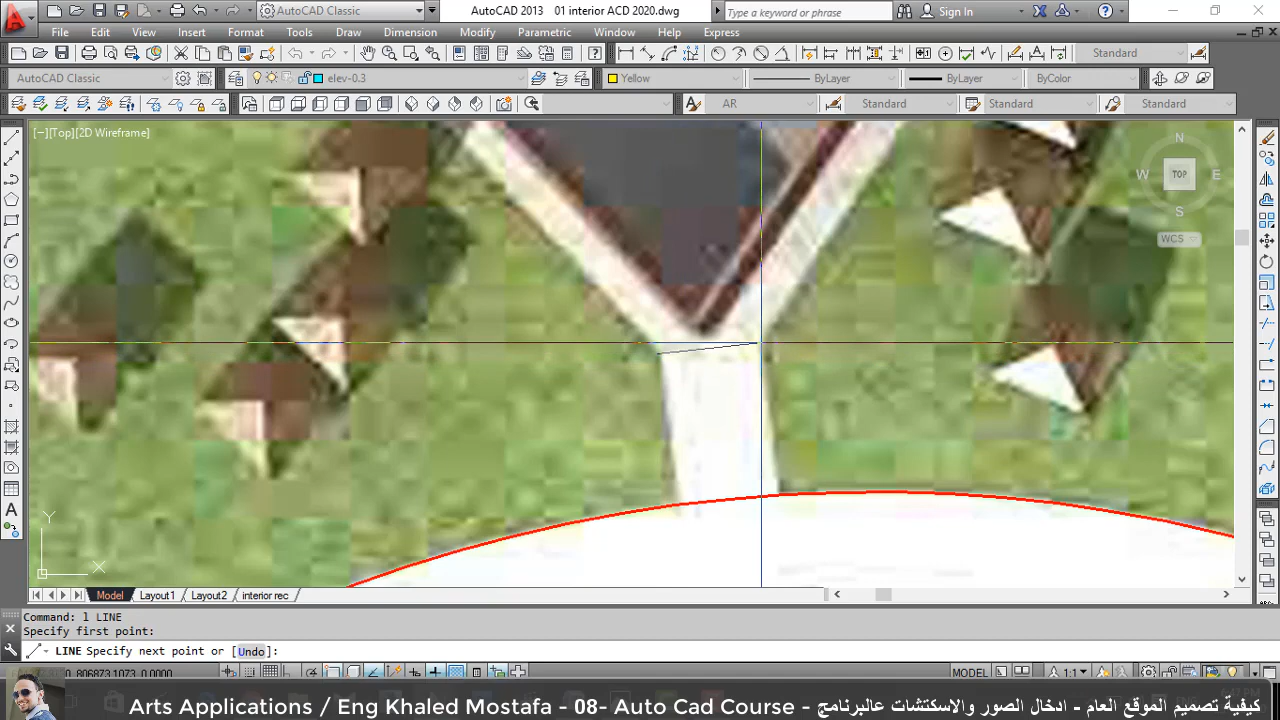 AutoCAD Classic
AutoCAD 2013 01 interior ACD 2020.dwg
Type a keyword or phrase
Sign In
File Edit View Insert Format Tools Draw Dimension Modify Parametric Window Help Express
Standard
AutoCAD Classic
elev-0.3
Yellow
ByLayer
ByLayer
ByColor
AR
Standard
Standard
Standard
[−][Top][2D Wireframe]
N
W TOP E
S
WCS
Y
X
Model Layout1 Layout2 interior rec
Command: l LINE
Specify first point:
LINE Specify next point or [Undo]:
MODEL
1:1
Arts Applications / Eng Khaled Mostafa - 08- Auto Cad Course - كيفية تصميم الموقع العام - ادخال الصور والاسكتشات عالبرنامج